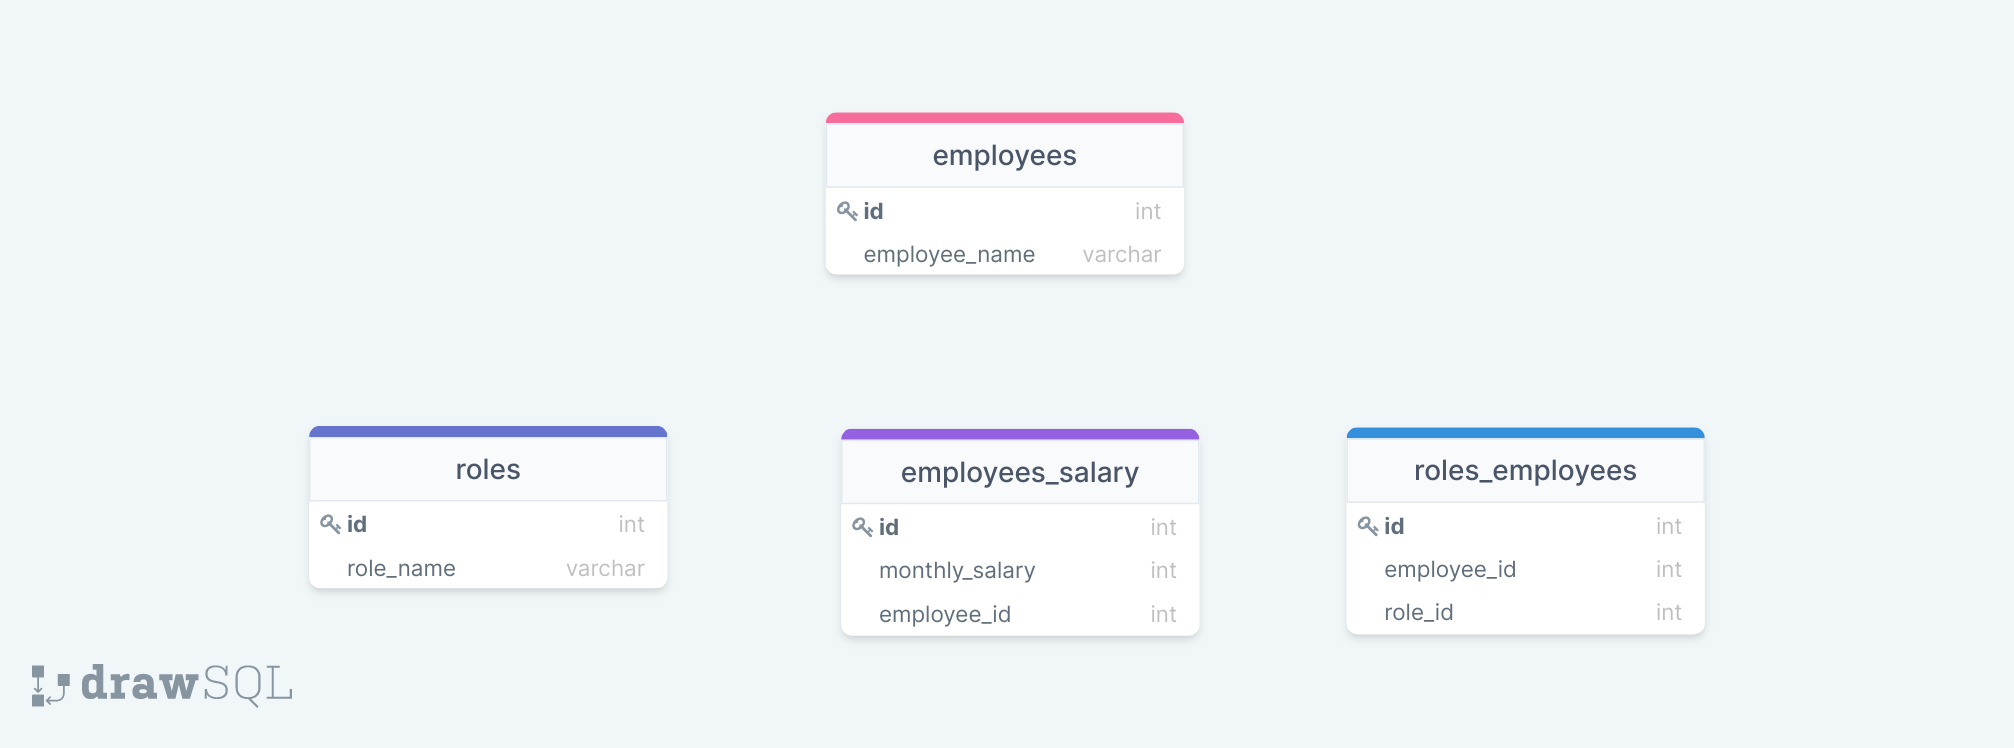 employees
id int
employee_name varchar
roles
id int
role_name varchar
employees_salary
id int
monthly_salary int
employee_id int
roles_employees
id int
employee_id int
role_id int
drawSQL